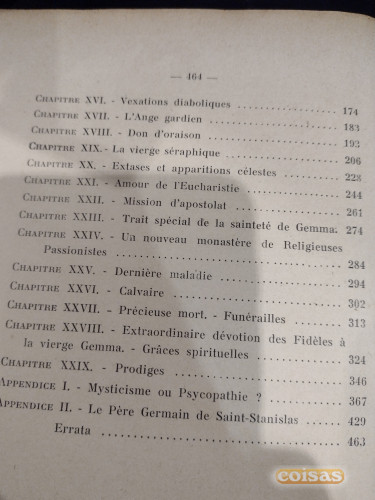 — 464 —
CHAPITRE XVI. - Vexations diaboliques .................. 174
CHAPITRE XVII. - L'Ange gardien .................. 183
CHAPITRE XVIII. - Don d'oraison .................. 192
CHAPITRE XIX. - La vierge séraphique .................. 206
CHAPITRE XX. - Extases et apparitions célestes .......... 228
CHAPITRE XXI. - Amour de l'Eucharistie .............. 244
CHAPITRE XXII. - Mission d'apostolat .............. 261
CHAPITRE XXIII. - Trait spécial de la sainteté de Gemma. 274
CHAPITRE XXIV. - Un nouveau monastère de Religieuses
Passionistes .................. 284
CHAPITRE XXV. - Dernière maladie .................. 294
CHAPITRE XXVI. - Calvaire .................. 302
CHAPITRE XXVII. - Précieuse mort. - Funérailles ........ 313
CHAPITRE XXVIII. - Extraordinaire dévotion des Fidèles à
la vierge Gemma. - Grâces spirituelles .......... 324
CHAPITRE XXIX. - Prodiges .................. 346
APPENDICE I. - Mysticisme ou Psycopathie ? .......... 367
APPENDICE II. - Le Père Germain de Saint-Stanislas .... 429
Errata .................. 463
coisas